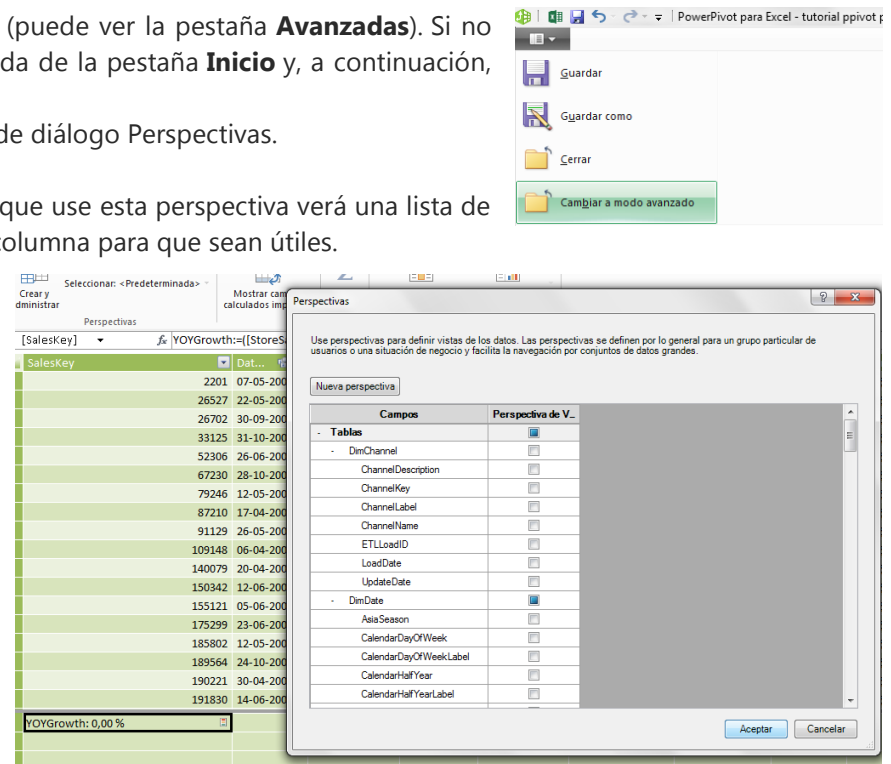 (puede ver la pestaña Avanzadas). Si no
da de la pestaña Inicio y, a continuación,
de diálogo Perspectivas.
que use esta perspectiva verá una lista de
columna para que sean útiles.
PowerPivot para Excel - tutorial ppivot p
Guardar
Guardar como
Cerrar
Cambiar a modo avanzado
Crear y
dministrar
Seleccionar: <Predeterminada>
Mostrar cam
calculados imp
Perspectivas
[SalesKey] fx YOYGrowth:=([StoreSa
SalesKey Dat...
2201 07-05-200
26527 22-05-200
26702 30-09-200
33125 31-10-200
52306 26-06-200
67230 28-10-200
79246 12-05-200
87210 17-04-200
91129 26-05-200
109148 06-04-200
140079 20-04-200
150342 12-06-200
155121 05-06-200
175299 23-06-200
185802 12-05-200
189564 24-10-200
190221 30-04-200
191830 14-06-200
YOYGrowth: 0,00 %
Perspectivas
Use perspectivas para definir vistas de los datos. Las perspectivas se definen por lo general para un grupo particular de
usuarios o una situación de negocio y facilita la navegación por conjuntos de datos grandes.
Nueva perspectiva
Campos Perspectiva de V...
- Tablas
- DimChannel
ChannelDescription
ChannelKey
ChannelLabel
ChannelName
ETLLoadID
LoadDate
UpdateDate
- DimDate
AsiaSeason
CalendarDayOfWeek
CalendarDayOfWeekLabel
CalendarHalfYear
CalendarHalfYearLabel
Aceptar Cancelar